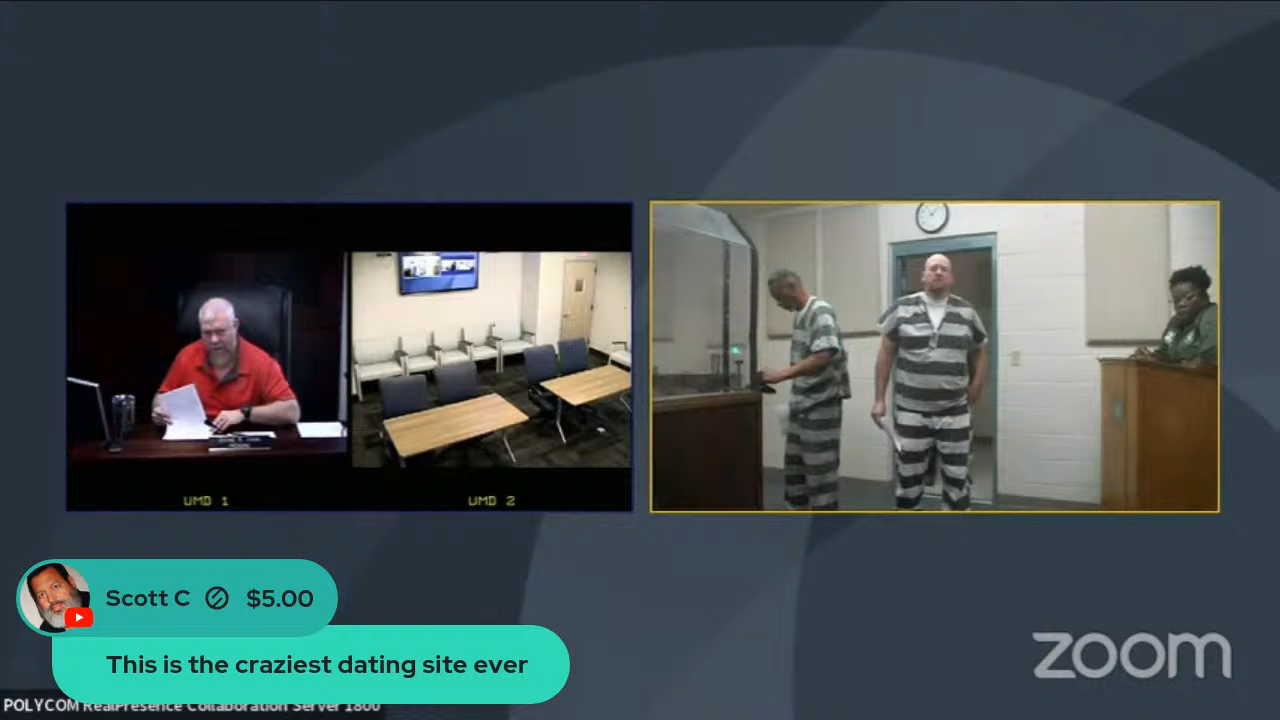 UMD 1
UMD 2
Scott C $5.00
This is the craziest dating site ever
zoom
POLYCOM RealPresence Collaboration Server 1800